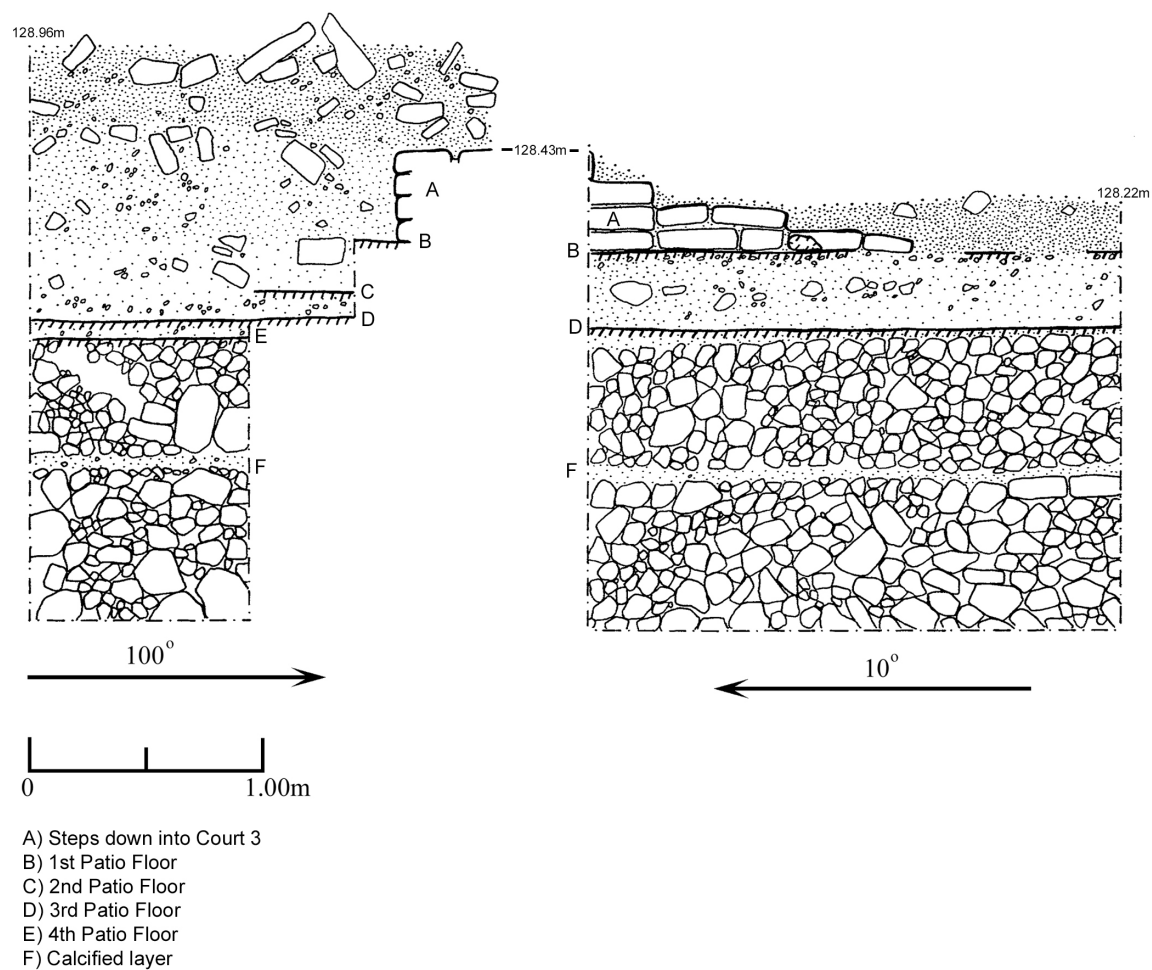 128.96m
128.43m
128.22m
A
B
C
D
E
F
A
B
D
F
100°
10°
0 1.00m
A) Steps down into Court 3
B) 1st Patio Floor
C) 2nd Patio Floor
D) 3rd Patio Floor
E) 4th Patio Floor
F) Calcified layer